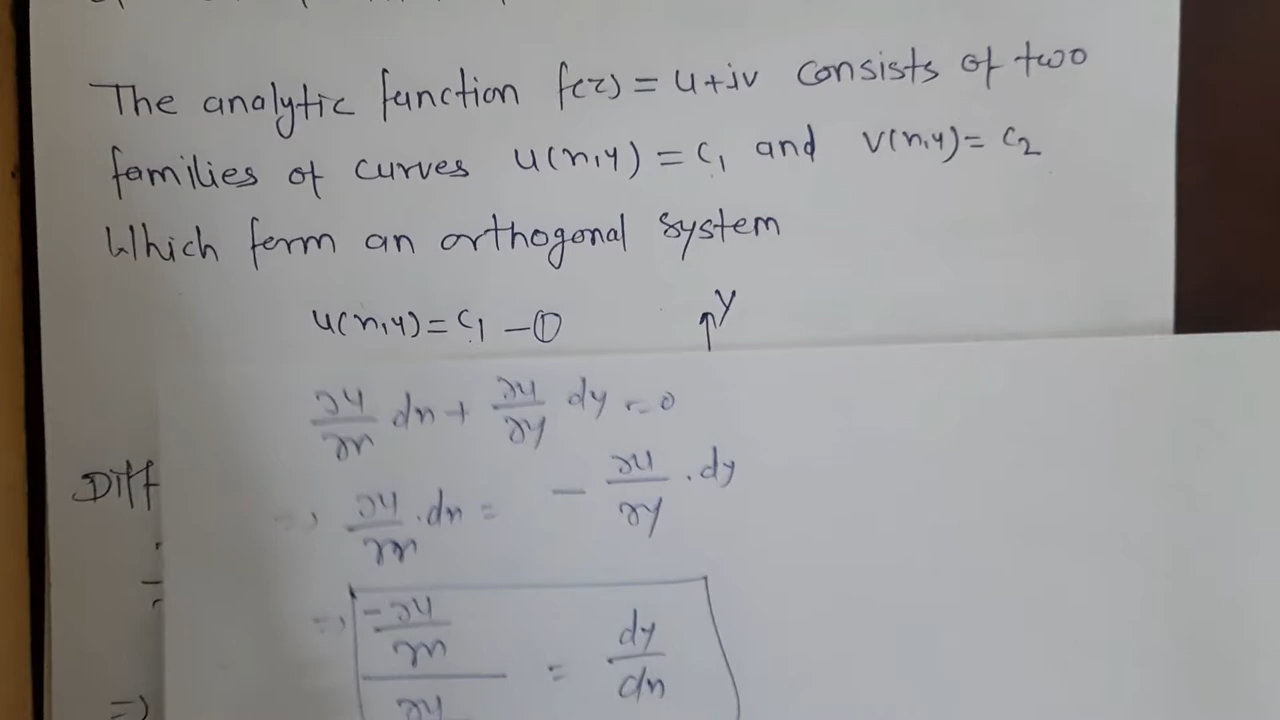 The analytic function f(z) = u+iv consists of two
families of curves u(x,y) = c₁ and v(x,y) = c₂
Which form an orthogonal system
u(x,y) = c₁ — ①
↑y
∂u/∂x dx + ∂u/∂y dy = 0
Diff
=> ∂u/∂x . dx = - ∂u/∂y . dy
=> -∂u/∂x / ∂u = dy/dx
=>